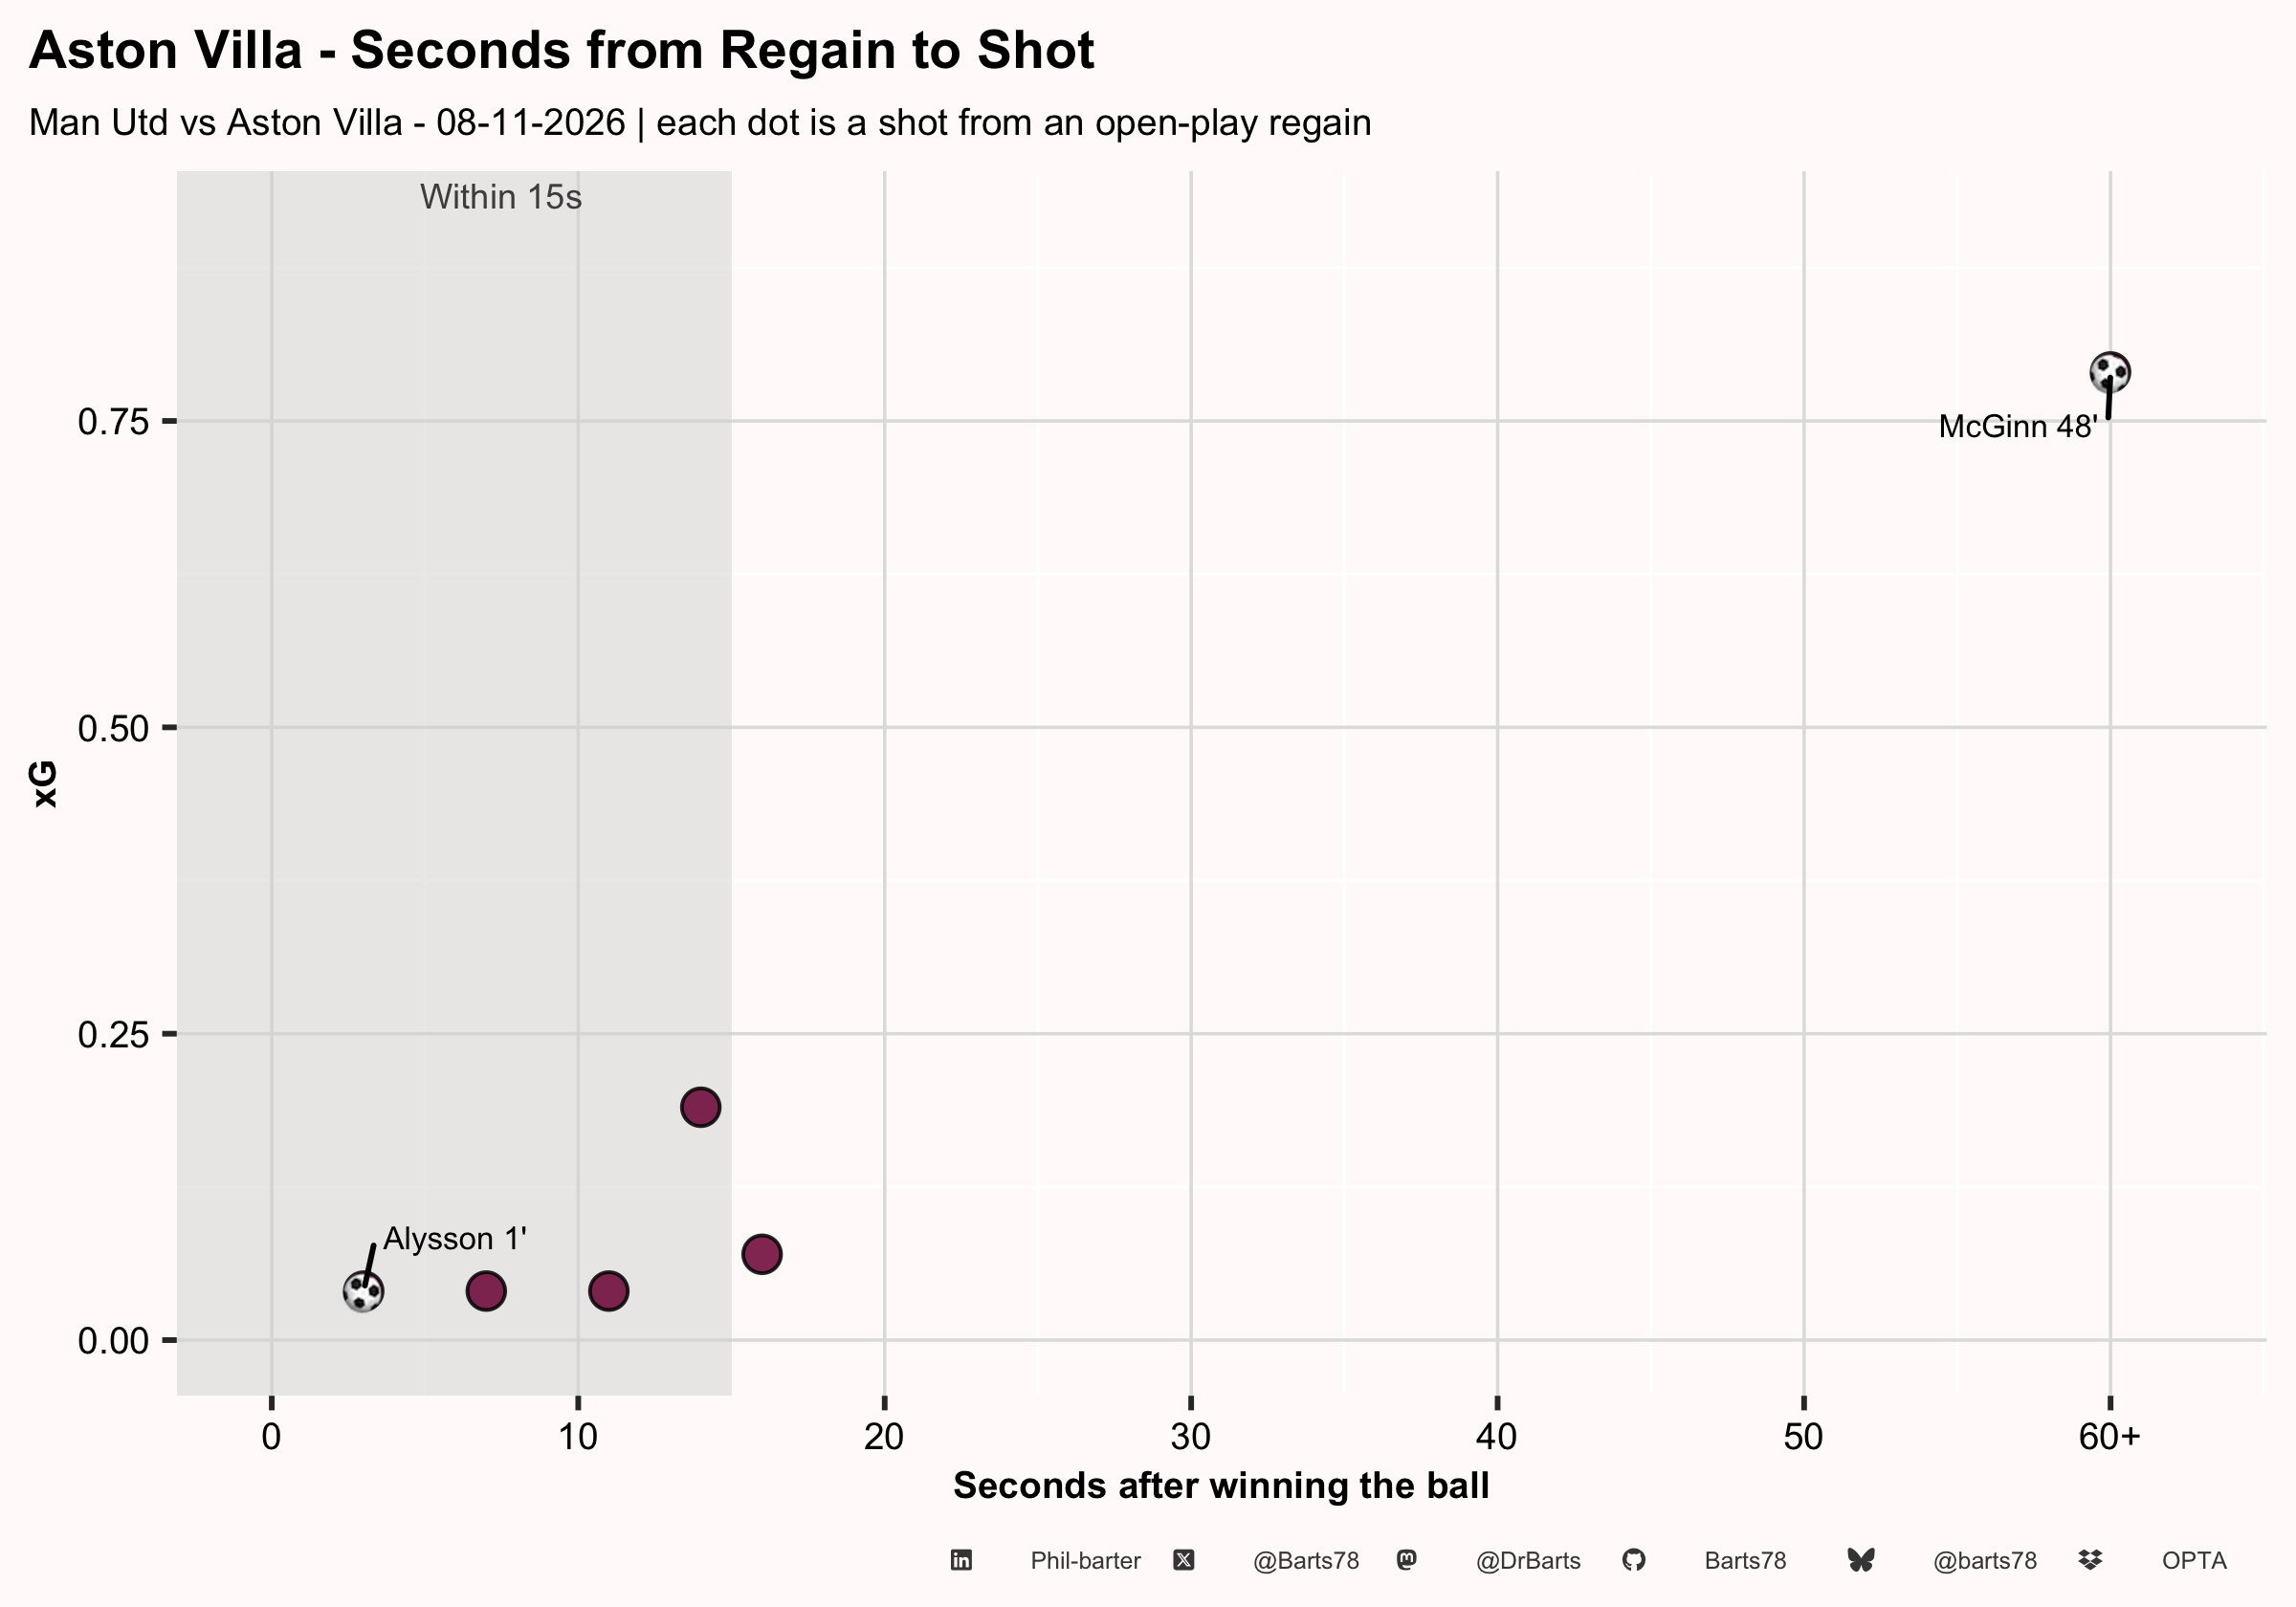 Aston Villa - Seconds from Regain to Shot
Man Utd vs Aston Villa - 08-11-2026 | each dot is a shot from an open-play regain
Within 15s
McGinn 48'
Alysson 1'
xG
0.75
0.50
0.25
0.00
0 10 20 30 40 50 60+
Seconds after winning the ball
Phil-barter @Barts78 @DrBarts Barts78 @barts78 OPTA